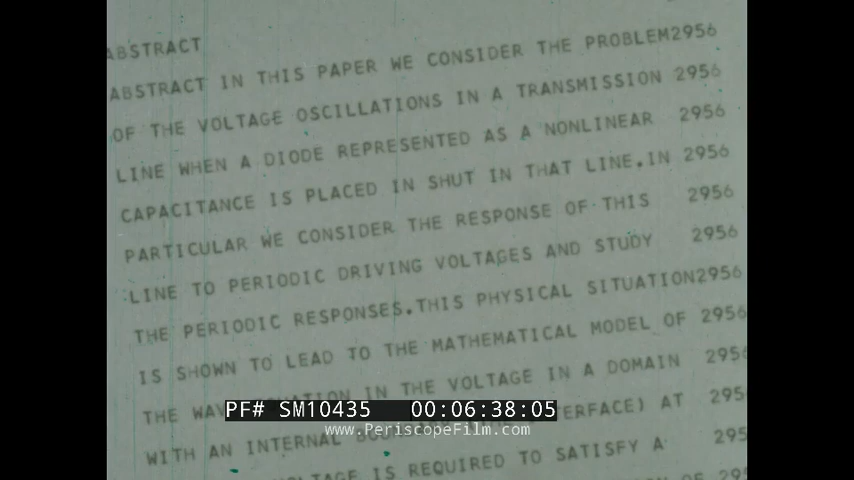 ABSTRACT
ABSTRACT IN THIS PAPER WE CONSIDER THE PROBLEM2956
OF THE VOLTAGE OSCILLATIONS IN A TRANSMISSION 2956
LINE WHEN A DIODE REPRESENTED AS A NONLINEAR 2956
CAPACITANCE IS PLACED IN SHUT IN THAT LINE.IN 2956
PARTICULAR WE CONSIDER THE RESPONSE OF THIS 2956
LINE TO PERIODIC DRIVING VOLTAGES AND STUDY 2956
THE PERIODIC RESPONSES.THIS PHYSICAL SITUATION2956
IS SHOWN TO LEAD TO THE MATHEMATICAL MODEL OF 2956
THE IN THE VOLTAGE IN A DOMAIN 2956
WITH AN INTERNAL AT 295
IS REQUIRED TO SATISFY A 295
PF# SM10435 00:06:38:05
www.PeriscopeFilm.com